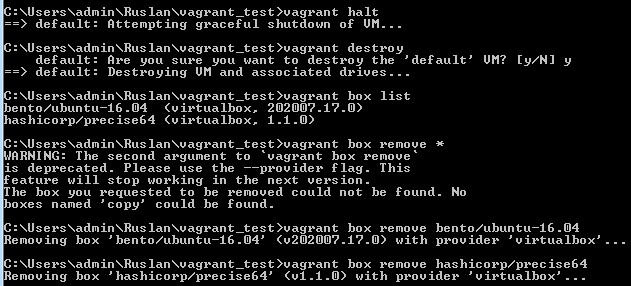 C:\Users\admin\Ruslan\vagrant_test>vagrant halt
==> default: Attempting graceful shutdown of VM...
C:\Users\admin\Ruslan\vagrant_test>vagrant destroy
default: Are you sure you want to destroy the 'default' VM? [y/N] y
==> default: Destroying VM and associated drives...
C:\Users\admin\Ruslan\vagrant_test>vagrant box list
bento/ubuntu-16.04 (virtualbox, 202007.17.0)
hashicorp/precise64 (virtualbox, 1.1.0)
C:\Users\admin\Ruslan\vagrant_test>vagrant box remove *
WARNING: The second argument to `vagrant box remove`
is deprecated. Please use the --provider flag. This
feature will stop working in the next version.
The box you requested to be removed could not be found. No
boxes named 'copy' could be found.
C:\Users\admin\Ruslan\vagrant_test>vagrant box remove bento/ubuntu-16.04
Removing box 'bento/ubuntu-16.04' (v202007.17.0) with provider 'virtualbox'...
C:\Users\admin\Ruslan\vagrant_test>vagrant box remove hashicorp/precise64
Removing box 'hashicorp/precise64' (v1.1.0) with provider 'virtualbox'...